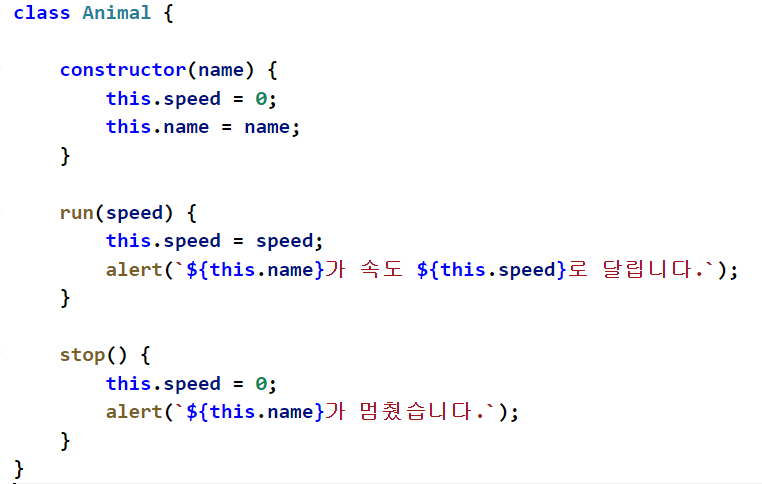 class Animal {
constructor(name) {
this.speed = 0;
this.name = name;
}
run(speed) {
this.speed = speed;
alert(`${this.name}가 속도 ${this.speed}로 달립니다.`);
}
stop() {
this.speed = 0;
alert(`${this.name}가 멈췄습니다.`);
}
}